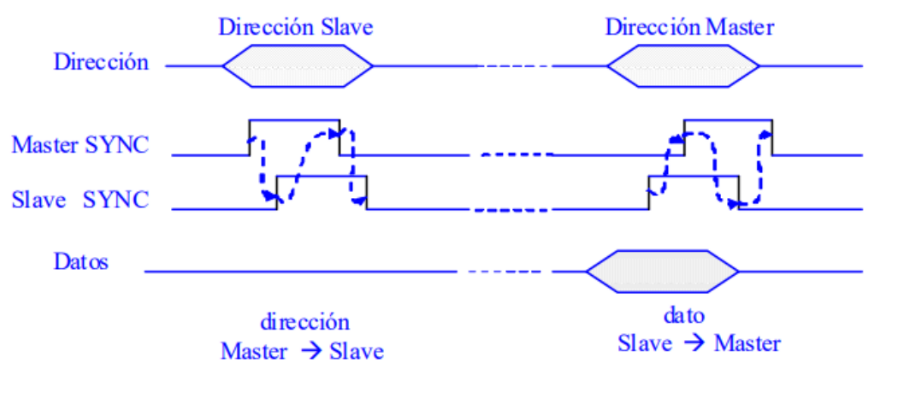 Dirección Slave
Dirección Master
Dirección
Master SYNC
Slave SYNC
Datos
dirección
Master → Slave
dato
Slave → Master